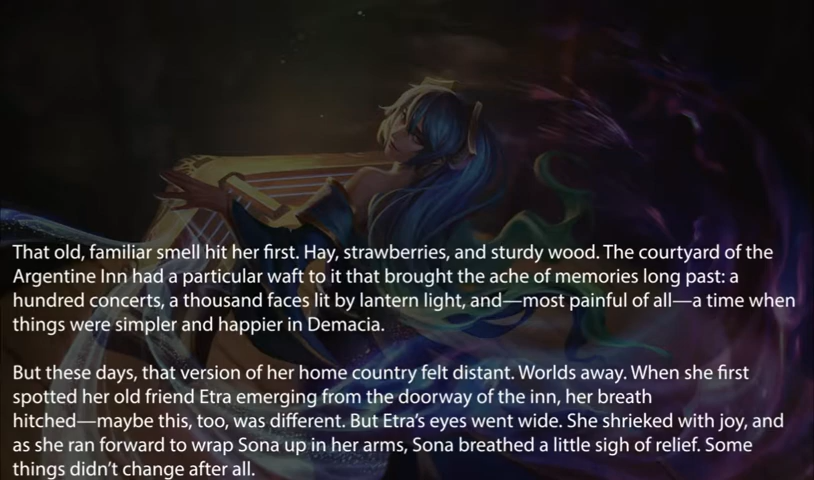 That old, familiar smell hit her first. Hay, strawberries, and sturdy wood. The courtyard of the
Argentine Inn had a particular waft to it that brought the ache of memories long past: a
hundred concerts, a thousand faces lit by lantern light, and—most painful of all—a time when
things were simpler and happier in Demacia.
But these days, that version of her home country felt distant. Worlds away. When she first
spotted her old friend Etra emerging from the doorway of the inn, her breath
hitched—maybe this, too, was different. But Etra’s eyes went wide. She shrieked with joy, and
as she ran forward to wrap Sona up in her arms, Sona breathed a little sigh of relief. Some
things didn’t change after all.